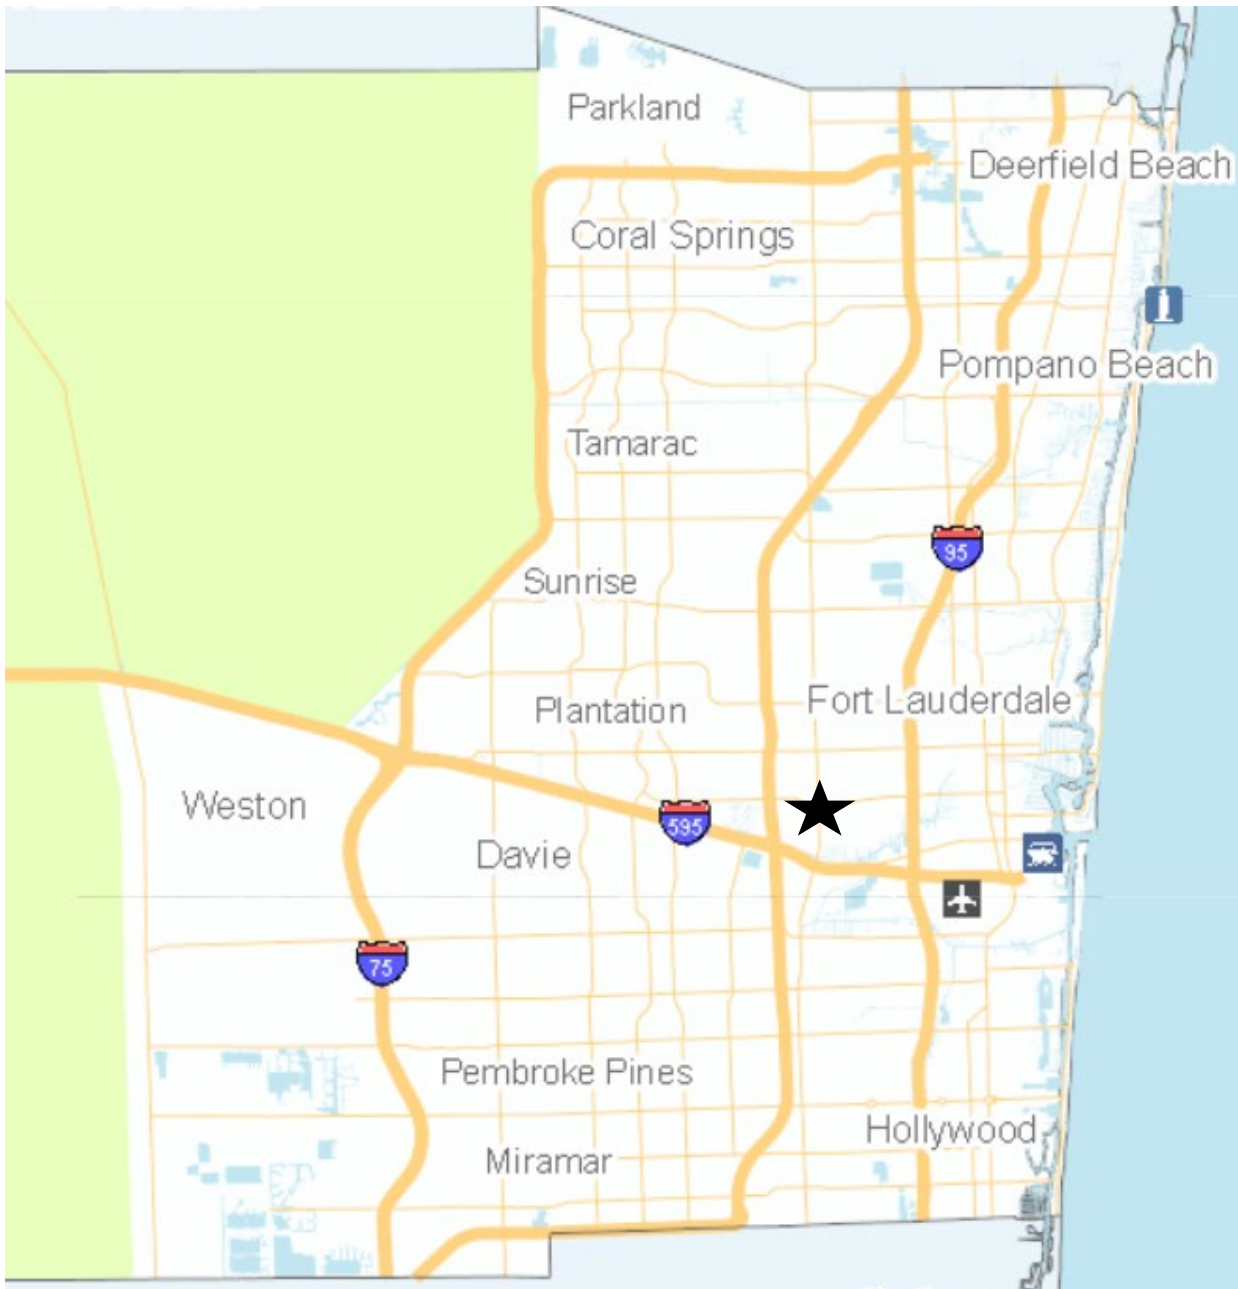 Parkland
Deerfield Beach
Coral Springs
Pompano Beach
Tamarac
95
Sunrise
Plantation
Fort Lauderdale
Weston
595
Davie
75
Pembroke Pines
Hollywood
Miramar